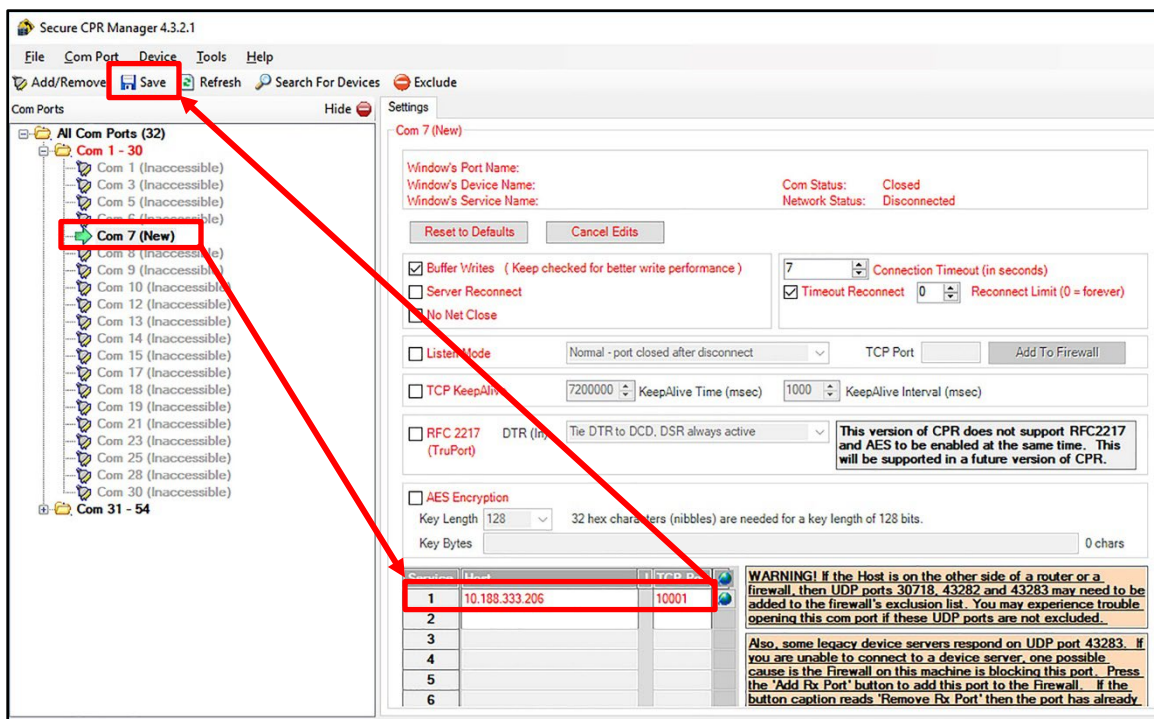 Secure CPR Manager 4.3.2.1
File Com Port Device Tools Help
Add/Remove Save Refresh Search For Devices Exclude
Com Ports Hide
All Com Ports (32)
Com 1 - 30
Com 1 (Inaccessible)
Com 3 (Inaccessible)
Com 5 (Inaccessible)
Com 6 (Inaccessible)
Com 7 (New)
Com 8 (Inaccessible)
Com 9 (Inaccessible)
Com 10 (Inaccessible)
Com 12 (Inaccessible)
Com 13 (Inaccessible)
Com 14 (Inaccessible)
Com 15 (Inaccessible)
Com 17 (Inaccessible)
Com 18 (Inaccessible)
Com 19 (Inaccessible)
Com 21 (Inaccessible)
Com 23 (Inaccessible)
Com 25 (Inaccessible)
Com 28 (Inaccessible)
Com 30 (Inaccessible)
Com 31 - 54
Settings
Com 7 (New)
Window's Port Name:
Window's Device Name: Com Status: Closed
Window's Service Name: Network Status: Disconnected
Reset to Defaults Cancel Edits
Buffer Writes ( Keep checked for better write performance )
Server Reconnect
No Net Close
7 Connection Timeout (in seconds)
Timeout Reconnect 0 Reconnect Limit (0 = forever)
Listen Mode Normal - port closed after disconnect TCP Port Add To Firewall
TCP KeepAlive 7200000 KeepAlive Time (msec) 1000 KeepAlive Interval (msec)
RFC 2217 DTR (In) Tie DTR to DCD, DSR always active
(TruPort)
This version of CPR does not support RFC2217
and AES to be enabled at the same time. This
will be supported in a future version of CPR.
AES Encryption
Key Length 128 32 hex characters (nibbles) are needed for a key length of 128 bits.
Key Bytes 0 chars
Service Host TCP
1 10.188.333.206 10001
2
3
4
5
6
WARNING! If the Host is on the other side of a router or a
firewall, then UDP ports 30718, 43282 and 43283 may need to be
added to the firewall's exclusion list. You may experience trouble
opening this com port if these UDP ports are not excluded.
Also, some legacy device servers respond on UDP port 43283. If
you are unable to connect to a device server, one possible
cause is the Firewall on this machine is blocking this port. Press
the 'Add Rx Port' button to add this port to the Firewall. If the
button caption reads 'Remove Rx Port' then the port has already